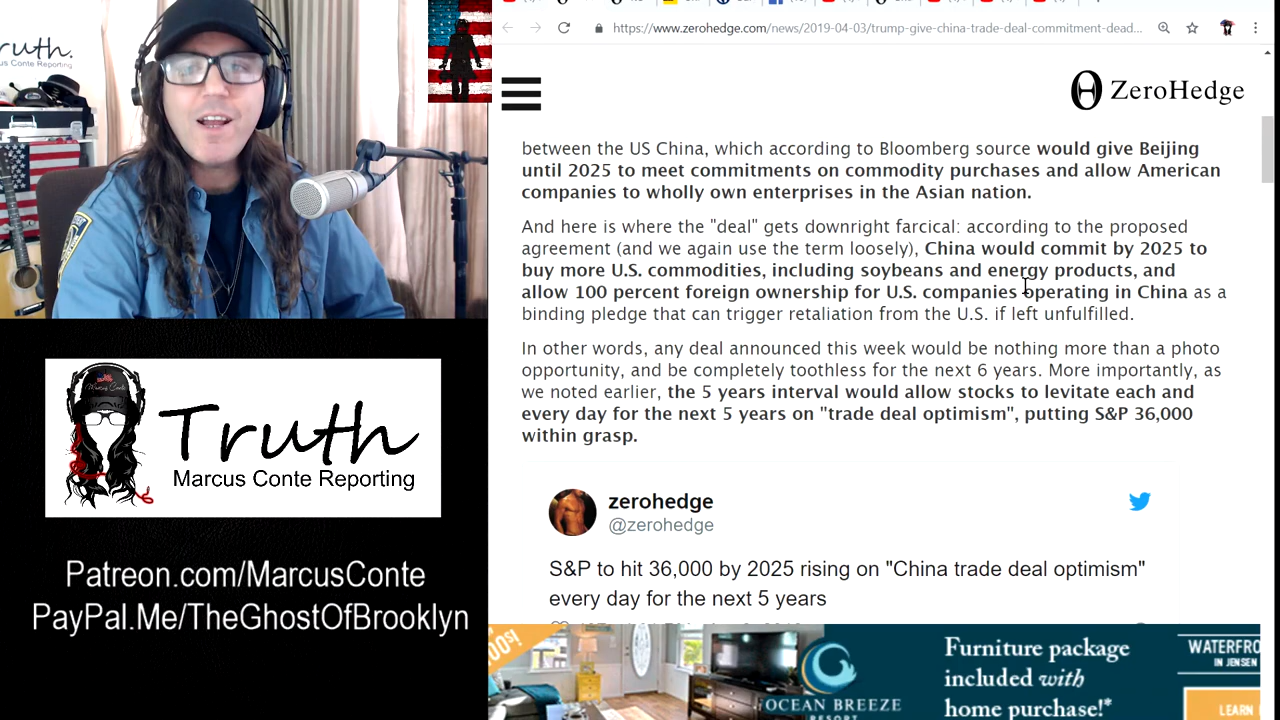 ruth.
us Conte Reporting
https://www.zerohedge.com/news/2019-04-03/trump-give-china-trade-deal-commitment-dead...
ZeroHedge
between the US China, which according to Bloomberg source would give Beijing
until 2025 to meet commitments on commodity purchases and allow American
companies to wholly own enterprises in the Asian nation.
And here is where the "deal" gets downright farcical: according to the proposed
agreement (and we again use the term loosely), China would commit by 2025 to
buy more U.S. commodities, including soybeans and energy products, and
allow 100 percent foreign ownership for U.S. companies operating in China as a
binding pledge that can trigger retaliation from the U.S. if left unfulfilled.
In other words, any deal announced this week would be nothing more than a photo
opportunity, and be completely toothless for the next 6 years. More importantly, as
we noted earlier, the 5 years interval would allow stocks to levitate each and
every day for the next 5 years on "trade deal optimism", putting S&P 36,000
within grasp.
zerohedge
@zerohedge
S&P to hit 36,000 by 2025 rising on "China trade deal optimism"
every day for the next 5 years
Truth
Marcus Conte Reporting
Patreon.com/MarcusConte
PayPal.Me/TheGhostOfBrooklyn
00s!
OCEAN BREEZE
RESORT
Furniture package
included with
home purchase!*
WATERFRO
IN JENSEN
LEARN